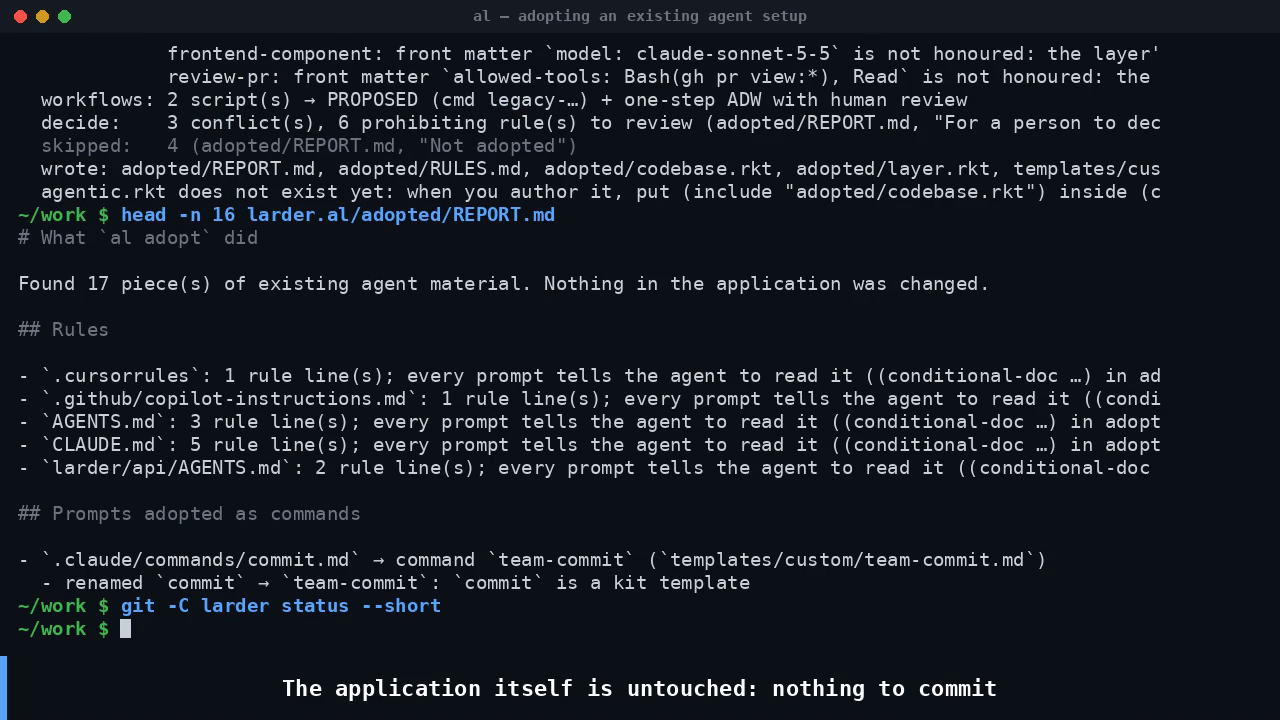 al — adopting an existing agent setup
frontend-component: front matter `model: claude-sonnet-5-5` is not honoured: the layer'
review-pr: front matter `allowed-tools: Bash(gh pr view:*), Read` is not honoured: the
workflows: 2 script(s) → PROPOSED (cmd legacy-…) + one-step ADW with human review
decide:    3 conflict(s), 6 prohibiting rule(s) to review (adopted/REPORT.md, "For a person to dec
skipped:   4 (adopted/REPORT.md, "Not adopted")
wrote: adopted/REPORT.md, adopted/RULES.md, adopted/codebase.rkt, adopted/layer.rkt, templates/cus
agentic.rkt does not exist yet: when you author it, put (include "adopted/codebase.rkt") inside (c
~/work $ head -n 16 larder.al/adopted/REPORT.md
# What `al adopt` did
Found 17 piece(s) of existing agent material. Nothing in the application was changed.
## Rules
- `.cursorrules`: 1 rule line(s); every prompt tells the agent to read it ((conditional-doc …) in ad
- `.github/copilot-instructions.md`: 1 rule line(s); every prompt tells the agent to read it ((condi
- `AGENTS.md`: 3 rule line(s); every prompt tells the agent to read it ((conditional-doc …) in adopt
- `CLAUDE.md`: 5 rule line(s); every prompt tells the agent to read it ((conditional-doc …) in adopt
- `larder/api/AGENTS.md`: 2 rule line(s); every prompt tells the agent to read it ((conditional-doc
## Prompts adopted as commands
- `.claude/commands/commit.md` → command `team-commit` (`templates/custom/team-commit.md`)
- renamed `commit` → `team-commit`: `commit` is a kit template
~/work $ git -C larder status --short
~/work $
The application itself is untouched: nothing to commit